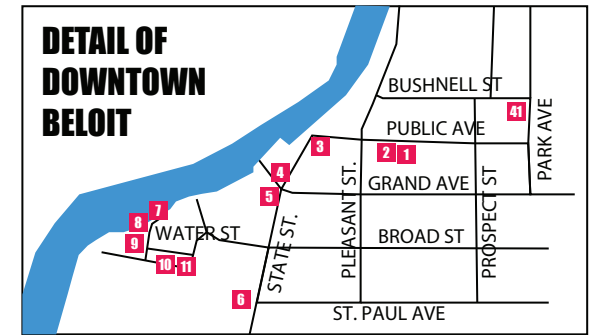 DETAIL OF
DOWNTOWN
BELOIT
BUSHNELL ST
41
PUBLIC AVE
PARK AVE
3
2
1
4
GRAND AVE
5
PLEASANT ST.
PROSPECT ST
7
8
WATER ST
STATE ST.
BROAD ST
9
10
11
6
ST. PAUL AVE